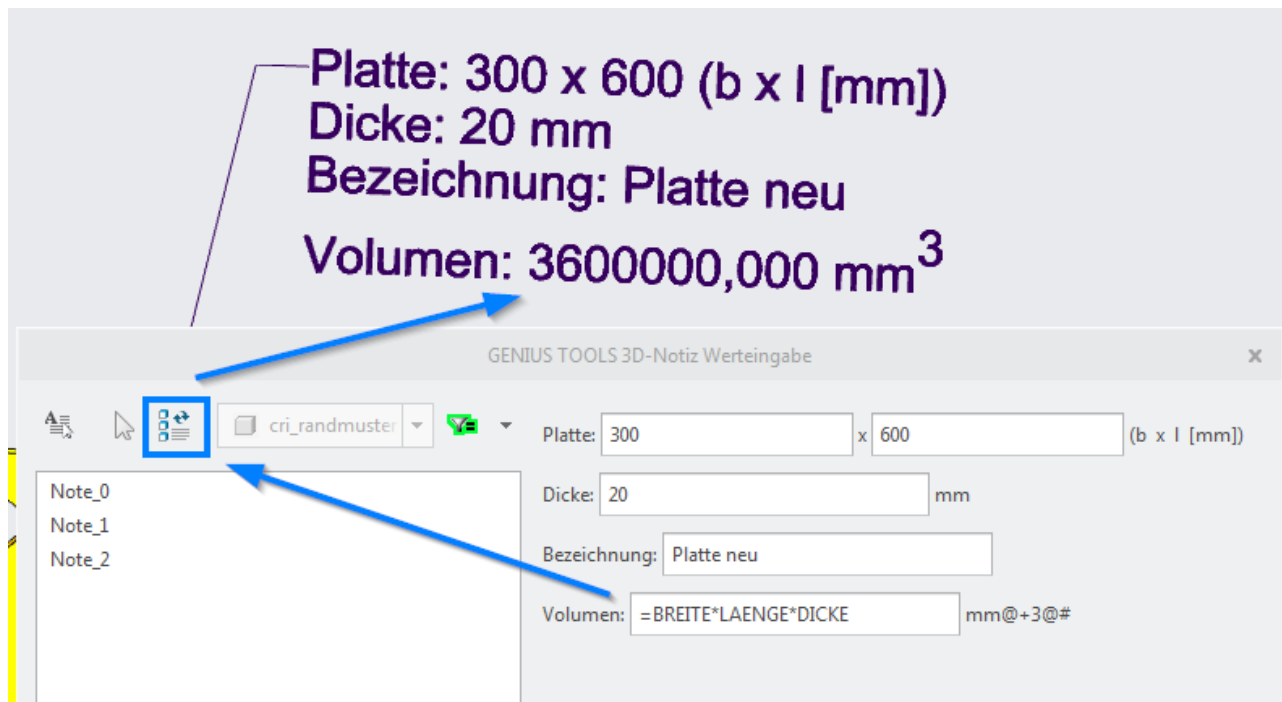 Platte: 300 x 600 (b x l [mm])
Dicke: 20 mm
Bezeichnung: Platte neu
Volumen: 3600000,000 mm³
GENIUS TOOLS 3D-Notiz Werteingabe
x
cri_randmuster
Platte: 300 x 600 (b x l [mm])
Note_0
Note_1
Note_2
Dicke: 20 mm
Bezeichnung: Platte neu
Volumen: =BREITE*LAENGE*DICKE mm@+3@#